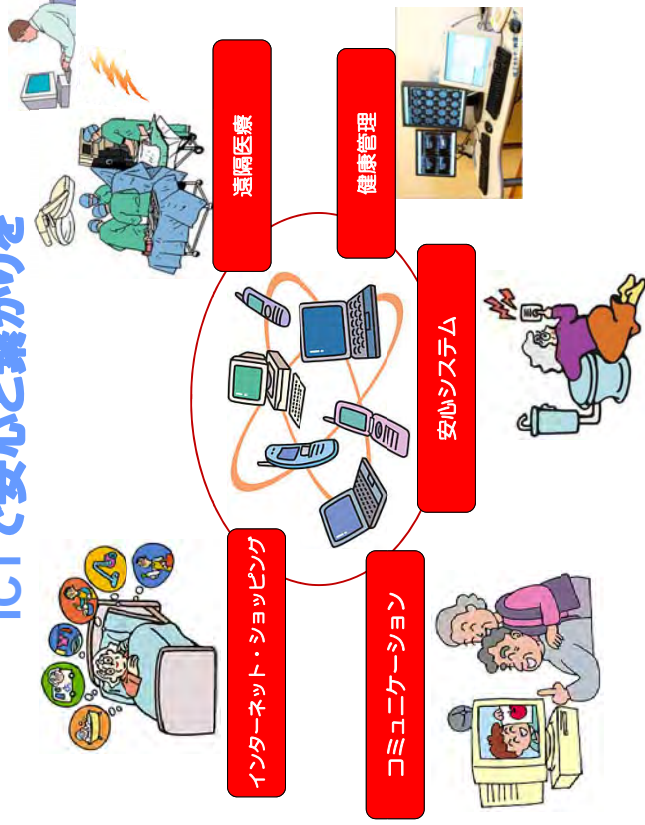 ICTで安心と繋がりを
インターネット・ショッピング
遠隔医療
コミュニケーション
健康管理
安心システム